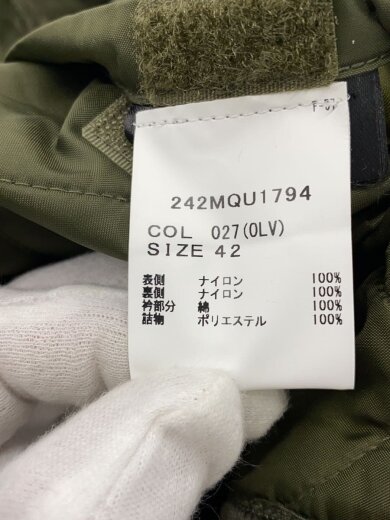 242MQU1794
COL 027(OLV)
SIZE 42
表側 ナイロン 100%
裏側 ナイロン 100%
衿部分 綿 100%
詰物 ポリエステル 100%